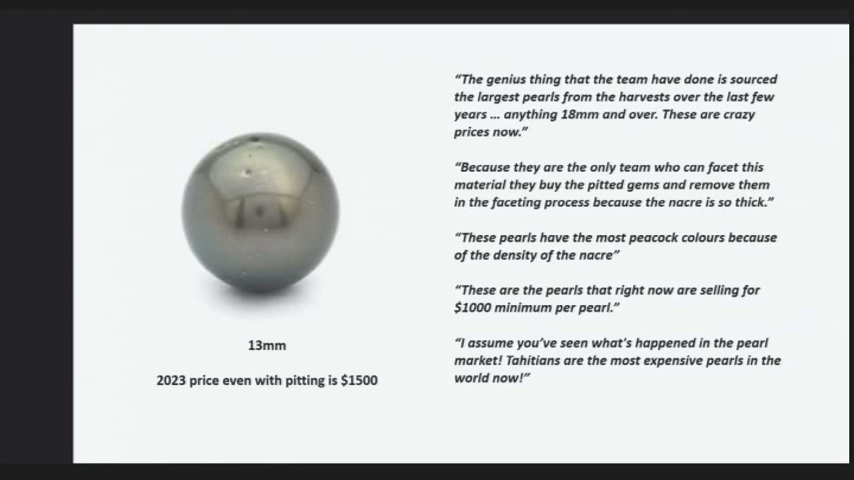 “The genius thing that the team have done is sourced
the largest pearls from the harvests over the last few
years ... anything 18mm and over. These are crazy
prices now.”
“Because they are the only team who can facet this
material they buy the pitted gems and remove them
in the faceting process because the nacre is so thick.”
“These pearls have the most peacock colours because
of the density of the nacre”
“These are the pearls that right now are selling for
$1000 minimum per pearl.”
“I assume you’ve seen what's happened in the pearl
market! Tahitians are the most expensive pearls in the
world now!”
13mm
2023 price even with pitting is $1500